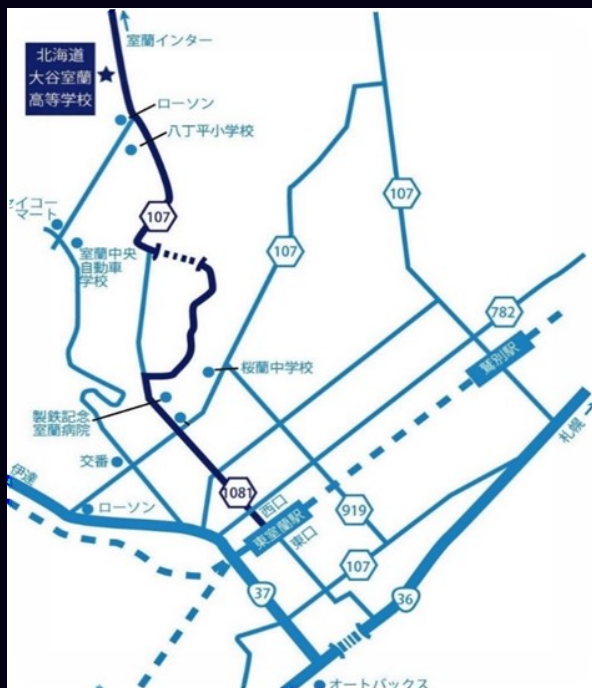 室蘭インター
北海道
大谷室蘭
高等学校
ローソン
八丁平小学校
107
107
107
イコー
マート
室蘭中央
自動車
学校
782
鷲別駅
桜蘭中学校
製鉄記念
室蘭病院
札幌
交番
伊達
1081
西口
ローソン
919
東室蘭駅
東口
107
37
36
オートバックス